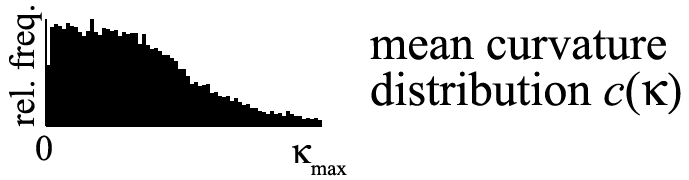 rel. freq.
0
κmax
mean curvature
distribution c(κ)